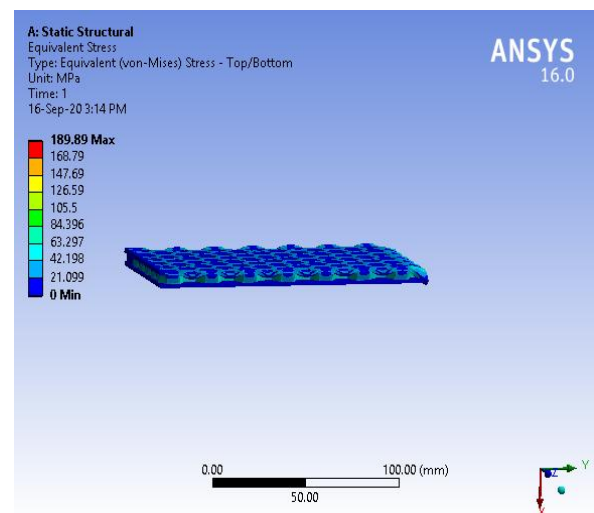 A: Static Structural
Equivalent Stress
Type: Equivalent (von-Mises) Stress - Top/Bottom
Unit: MPa
Time: 1
16-Sep-20 3:14 PM
ANSYS
16.0
189.89 Max
168.79
147.69
126.59
105.5
84.396
63.297
42.198
21.099
0 Min
0.00 100.00 (mm)
50.00
Y
Z
X